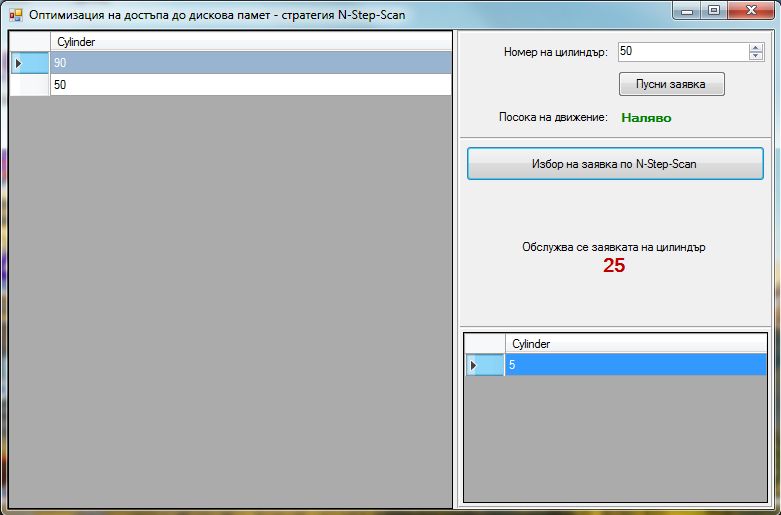 Оптимизация на достъпа до дискова памет - стратегия N-Step-Scan
Cylinder
90
50
Номер на цилиндър: 50
Пусни заявка
Посока на движение: Наляво
Избор на заявка по N-Step-Scan
Обслужва се заявката на цилиндър
25
Cylinder
5